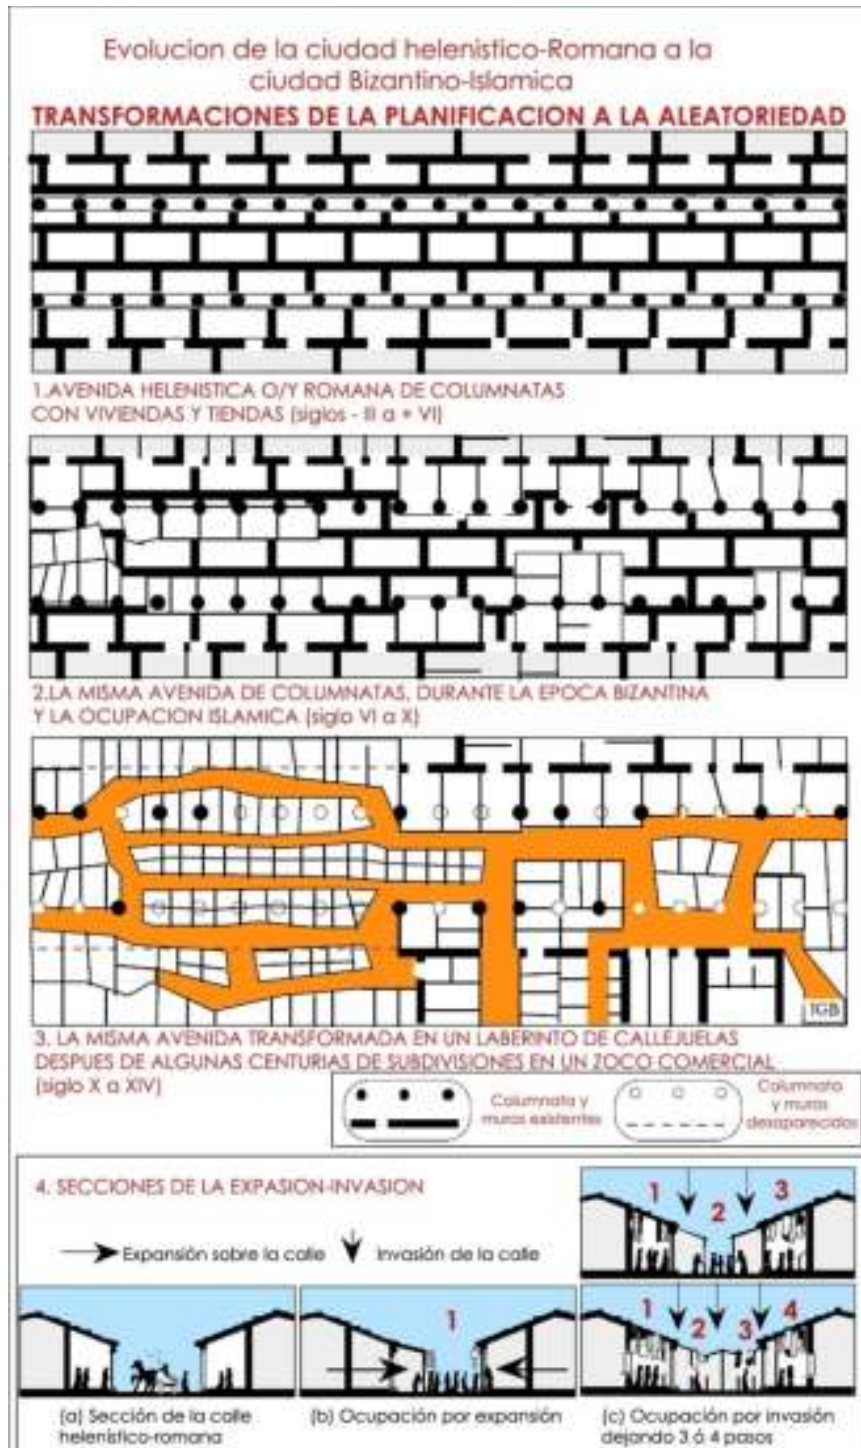 Evolucion de la ciudad helenistico-Romana a la
ciudad Bizantino-Islamica
TRANSFORMACIONES DE LA PLANIFICACION A LA ALEATORIEDAD
1.AVENIDA HELENISTICA O/Y ROMANA DE COLUMNATAS
CON VIVIENDAS Y TIENDAS (siglos - III a + VI)
2.LA MISMA AVENIDA DE COLUMNATAS, DURANTE LA EPOCA BIZANTINA
Y LA OCUPACION ISLAMICA (siglo VI a X)
JGB
3. LA MISMA AVENIDA TRANSFORMADA EN UN LABERINTO DE CALLEJUELAS
DESPUES DE ALGUNAS CENTURIAS DE SUBDIVISIONES EN UN ZOCO COMERCIAL
(siglo X a XIV)
Columnata y
muros existentes
Columnata
y muros
desaparecidos
4. SECCIONES DE LA EXPASION-INVASION
Expansión sobre la calle
Invasión de la calle
1 2 3
1
1 2 3 4
(a) Sección de la calle
helenístico-romana
(b) Ocupación por expansión
(c) Ocupación por invasión
dejando 3 ó 4 pasos